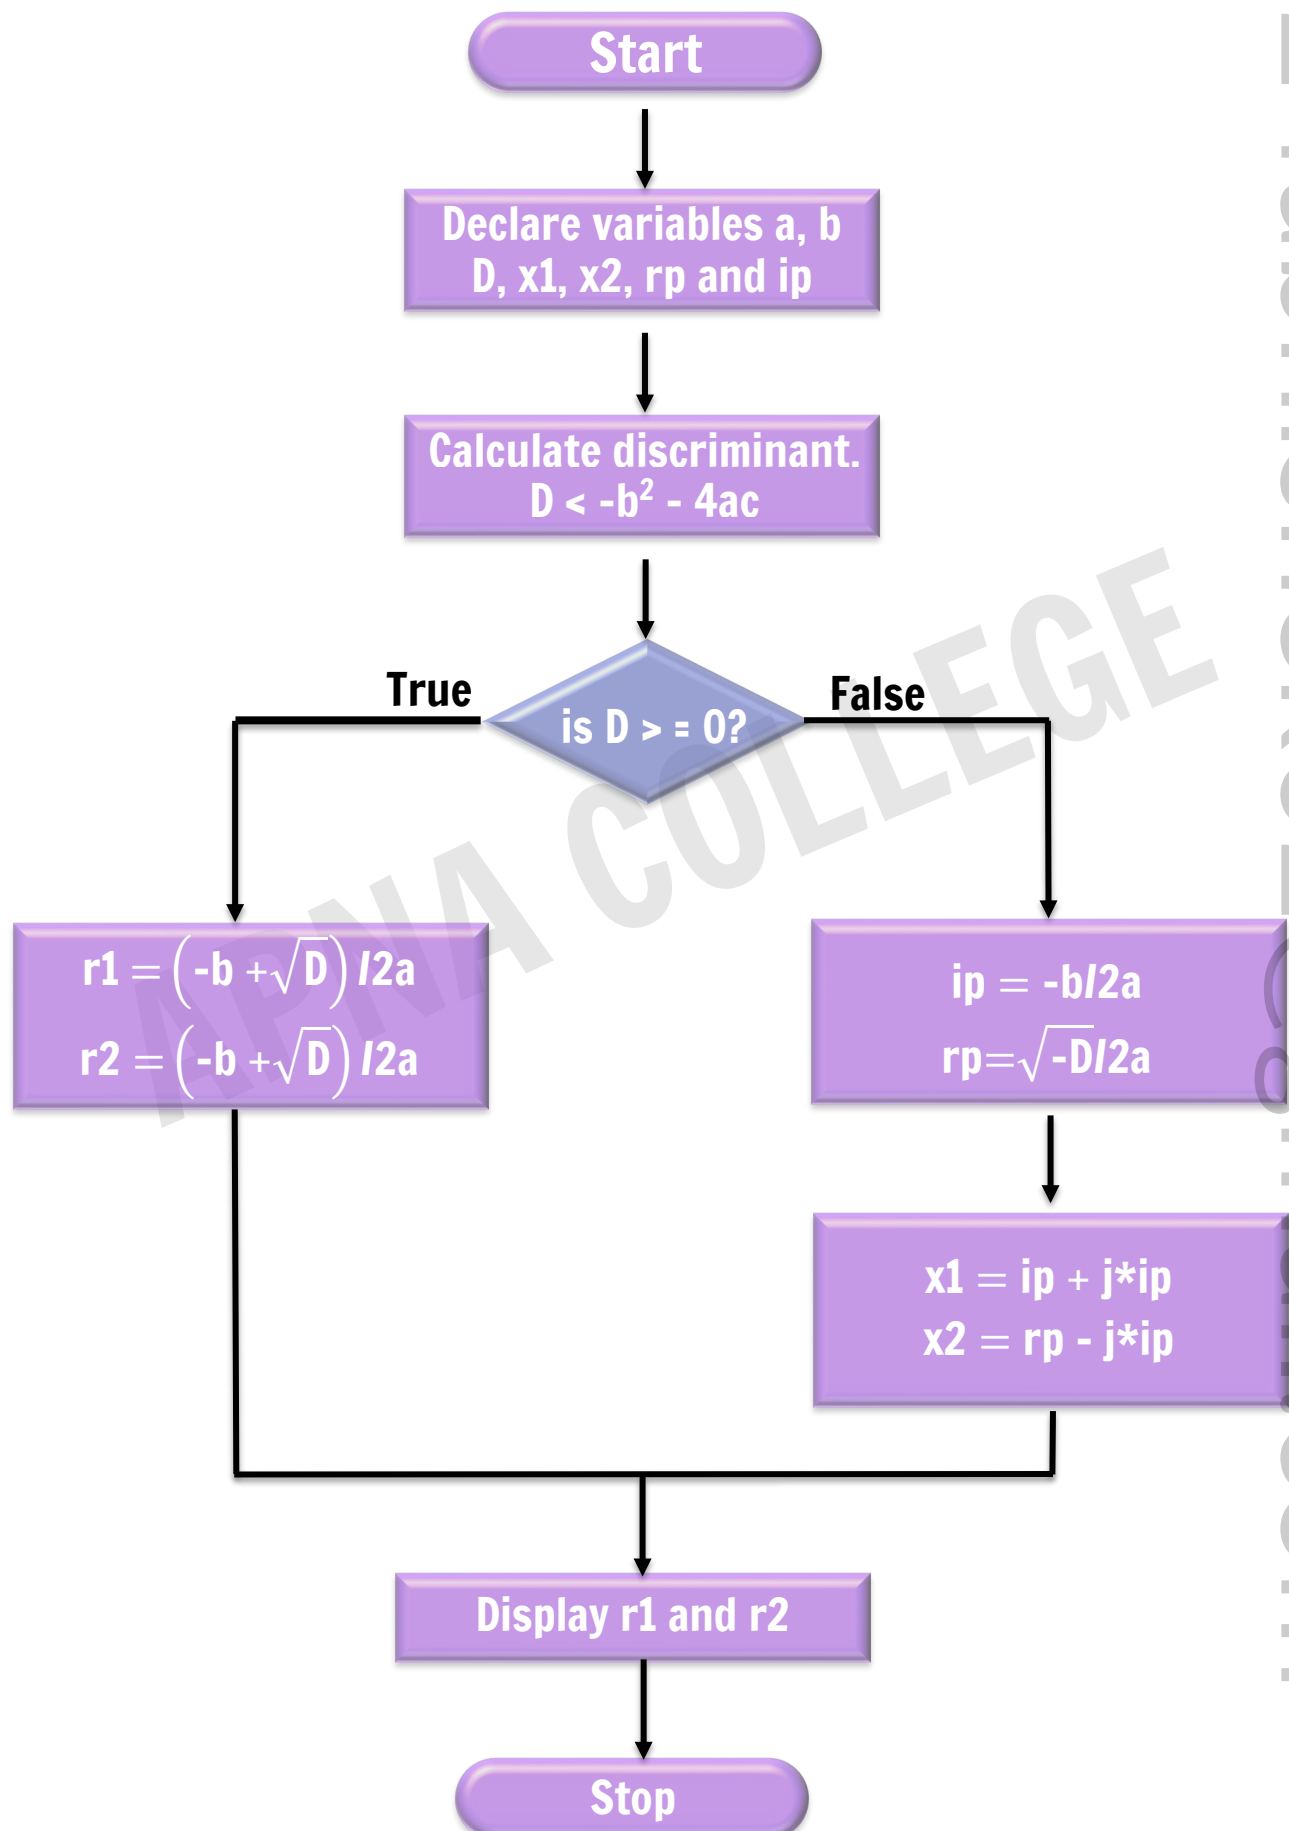 Start
Declare variables a, b
D, x1, x2, rp and ip
Calculate discriminant.
D < -b² - 4ac
is D > = 0?
True
False
r1 = (-b +√D) /2a
r2 = (-b +√D) /2a
ip = -b/2a
rp=√-D/2a
x1 = ip + j*ip
x2 = rp - j*ip
Display r1 and r2
Stop
APNA COLLEGE